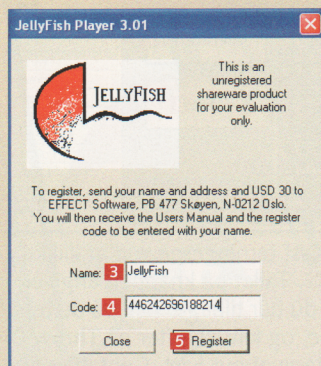 JellyFish Player 3.01
JELLYFISH
This is an
unregistered
shareware product
for your evaluation
only.
To register, send your name and address and USD 30 to
EFFECT Software, PB 477 Skøyen, N-0212 Oslo.
You will then receive the Users Manual and the register
code to be entered with your name.
Name: 3 JellyFish
Code: 4 446242696188214
Close 5 Register